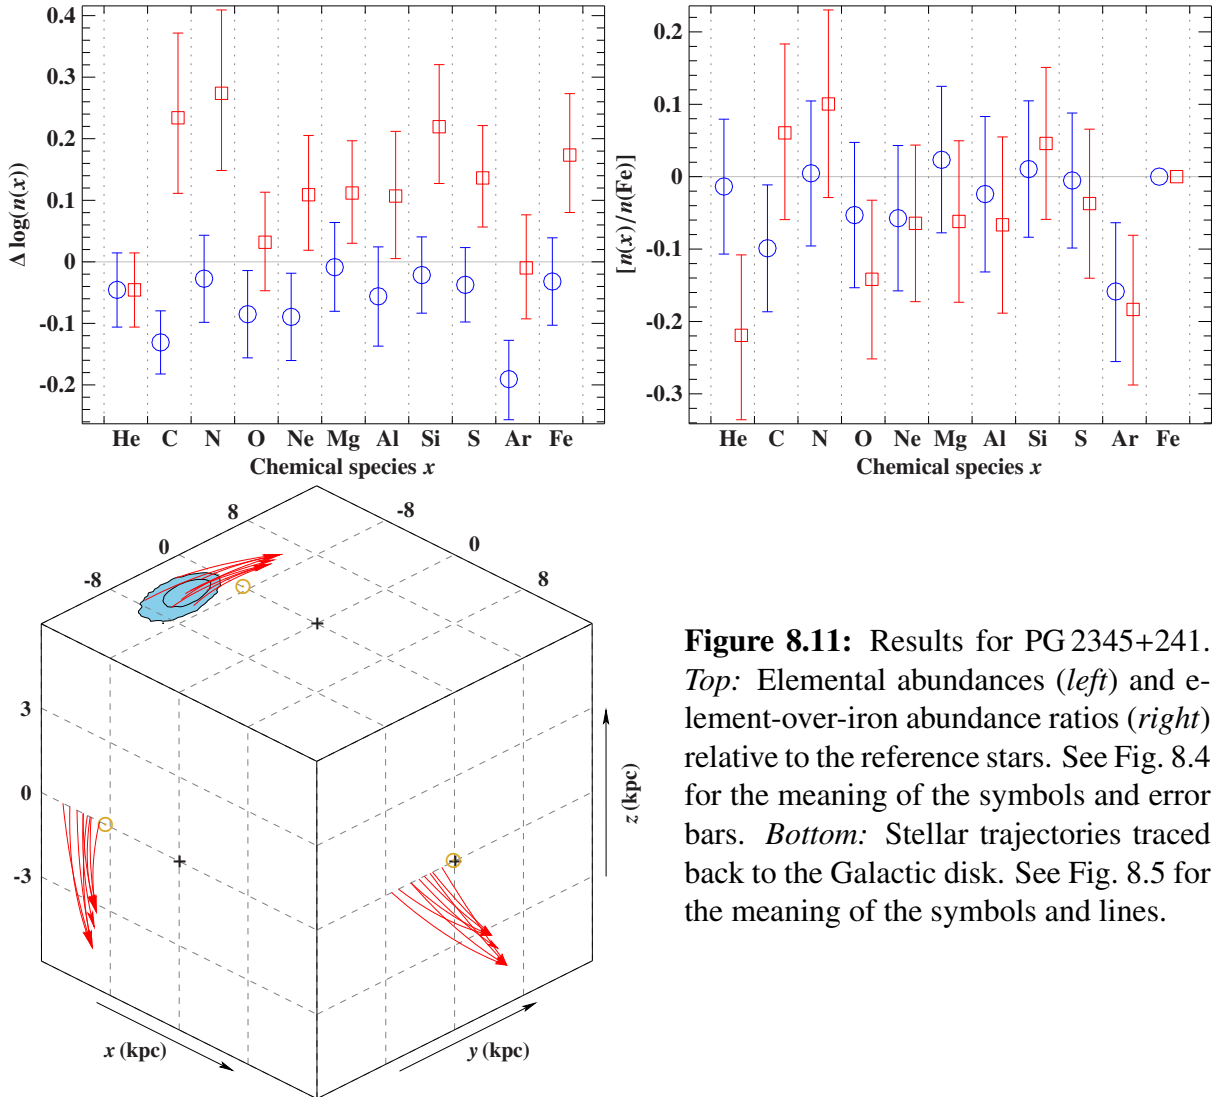 0.4
0.3
0.2
0.1
0
-0.1
-0.2
Δ log(n(x))
He C N O Ne Mg Al Si S Ar Fe
Chemical species x
0.2
0.1
0
-0.1
-0.2
-0.3
[n(x)/n(Fe)]
He C N O Ne Mg Al Si S Ar Fe
Chemical species x
8
0
-8
-8
0
8
3
0
-3
z (kpc)
x (kpc)
y (kpc)
Figure 8.11: Results for PG 2345+241.
Top: Elemental abundances (left) and e-
lement-over-iron abundance ratios (right)
relative to the reference stars. See Fig. 8.4
for the meaning of the symbols and error
bars. Bottom: Stellar trajectories traced
back to the Galactic disk. See Fig. 8.5 for
the meaning of the symbols and lines.